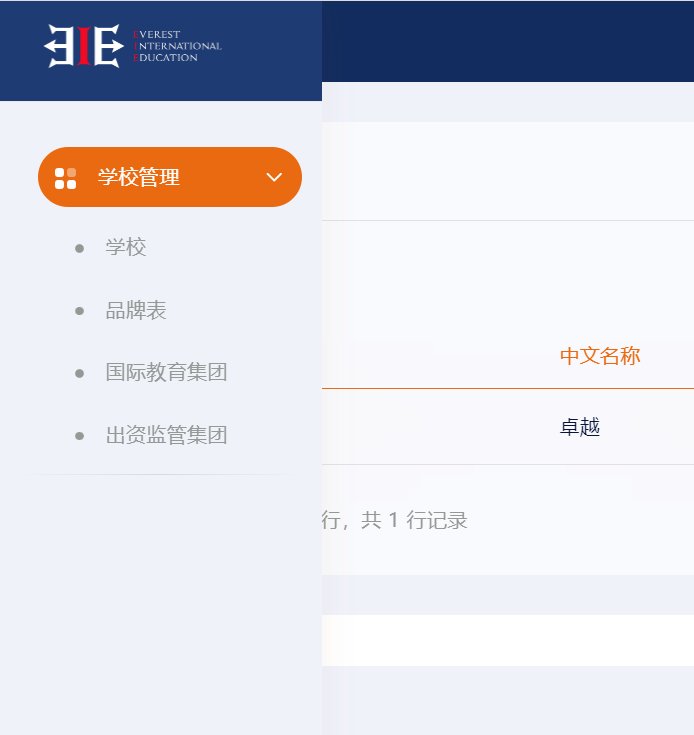 EIE
EVEREST
INTERNATIONAL
EDUCATION
学校管理
学校
品牌表
国际教育集团
出资监管集团
中文名称
卓越
行，共 1 行记录